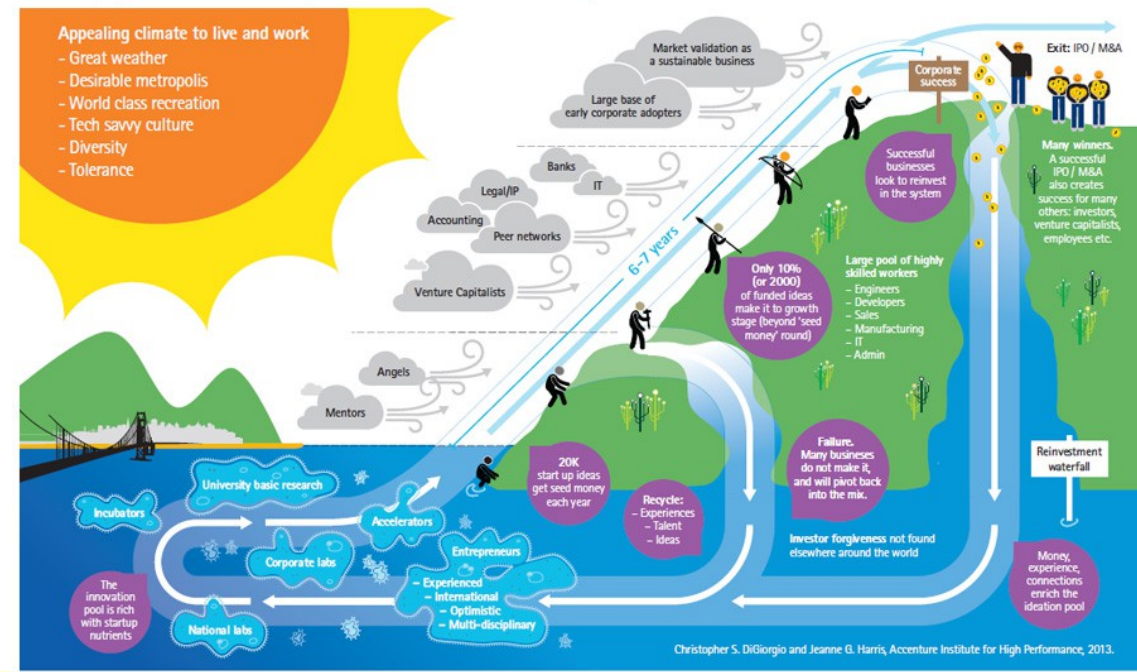 Appealing climate to live and work
- Great weather
- Desirable metropolis
- World class recreation
- Tech savvy culture
- Diversity
- Tolerance
Market validation as
a sustainable business
Large base of
early corporate adopters
Banks
IT
Legal/IP
Accounting
Peer networks
Venture Capitalists
Angels
Mentors
6–7 years
Corporate
success
Exit: IPO / M&A
Many winners.
A successful
IPO / M&A
also creates
success for many
others: investors,
venture capitalists,
employees etc.
Successful
businesses
look to reinvest
in the system
Only 10%
(or 2000)
of funded ideas
make it to growth
stage (beyond 'seed
money' round)
Large pool of highly
skilled workers
– Engineers
– Developers
– Sales
– Manufacturing
– IT
– Admin
20K
start up ideas
get seed money
each year
Recycle:
– Experiences
– Talent
– Ideas
Failure.
Many busineses
do not make it,
and will pivot back
into the mix.
Investor forgiveness not found
elsewhere around the world
Reinvestment
waterfall
Money,
experience,
connections
enrich the
ideation pool
University basic research
Incubators
Accelerators
Corporate labs
Entrepreneurs
– Experienced
– International
– Optimistic
– Multi-disciplinary
National labs
The
innovation
pool is rich
with startup
nutrients
Christopher S. DiGiorgio and Jeanne G. Harris, Accenture Institute for High Performance, 2013.